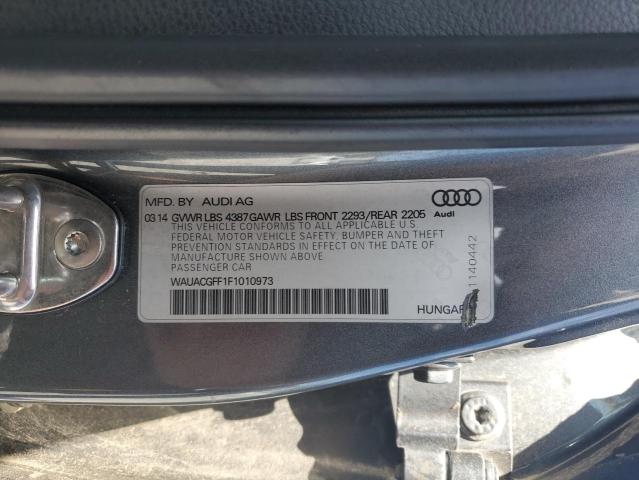 MFD. BY AUDI AG
03 14 GVWR LBS 4387 GAWR LBS FRONT 2293/REAR 2205
Audi
THIS VEHICLE CONFORMS TO ALL APPLICABLE U S
FEDERAL MOTOR VEHICLE SAFETY, BUMPER AND THEFT
PREVENTION STANDARDS IN EFFECT ON THE DATE OF
MANUFACTURE SHOWN ABOVE
PASSENGER CAR
WAUACGFF1F1010973
HUNGAR
1140442